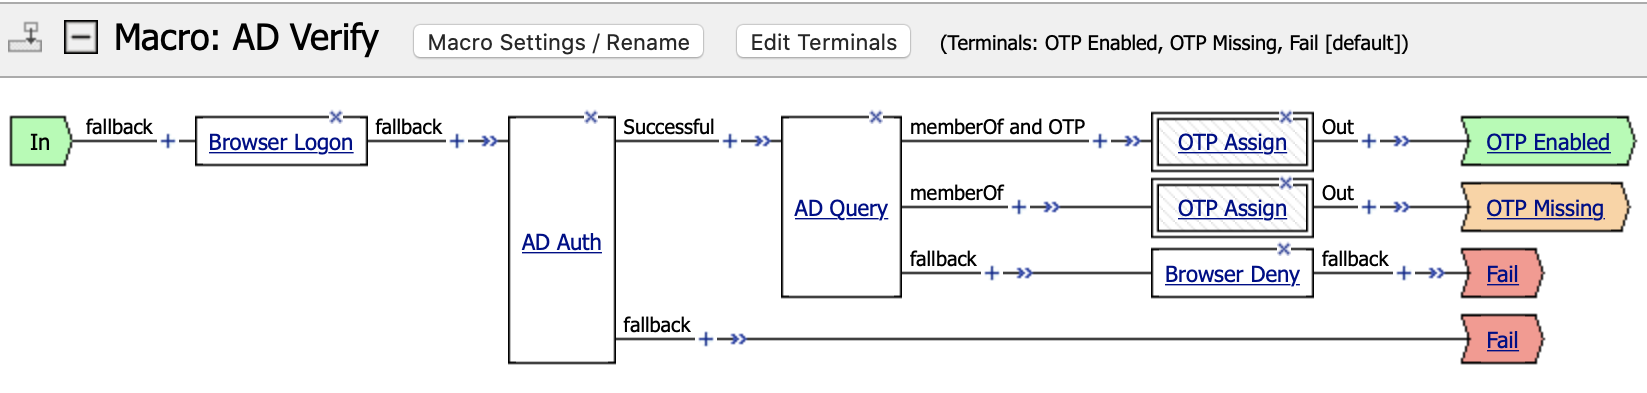 Macro: AD Verify
Macro Settings / Rename
Edit Terminals
(Terminals: OTP Enabled, OTP Missing, Fail [default])
In
fallback
Browser Logon
fallback
AD Auth
Successful
AD Query
memberOf and OTP
OTP Assign
Out
OTP Enabled
memberOf
OTP Assign
Out
OTP Missing
fallback
Browser Deny
fallback
Fail
fallback
Fail